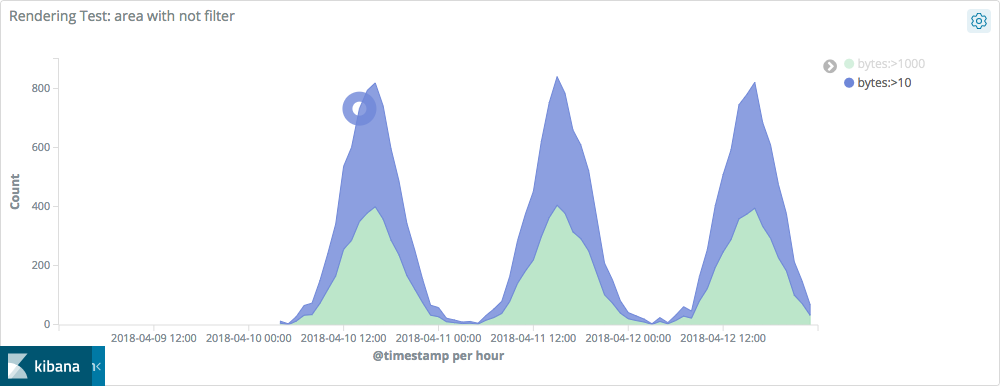 Rendering Test: area with not filter
bytes:>1000
bytes:>10
800
600
400
200
0
Count
2018-04-09 12:00
2018-04-10 00:00
2018-04-10 12:00
2018-04-11 00:00
2018-04-11 12:00
2018-04-12 00:00
2018-04-12 12:00
@timestamp per hour
kibana